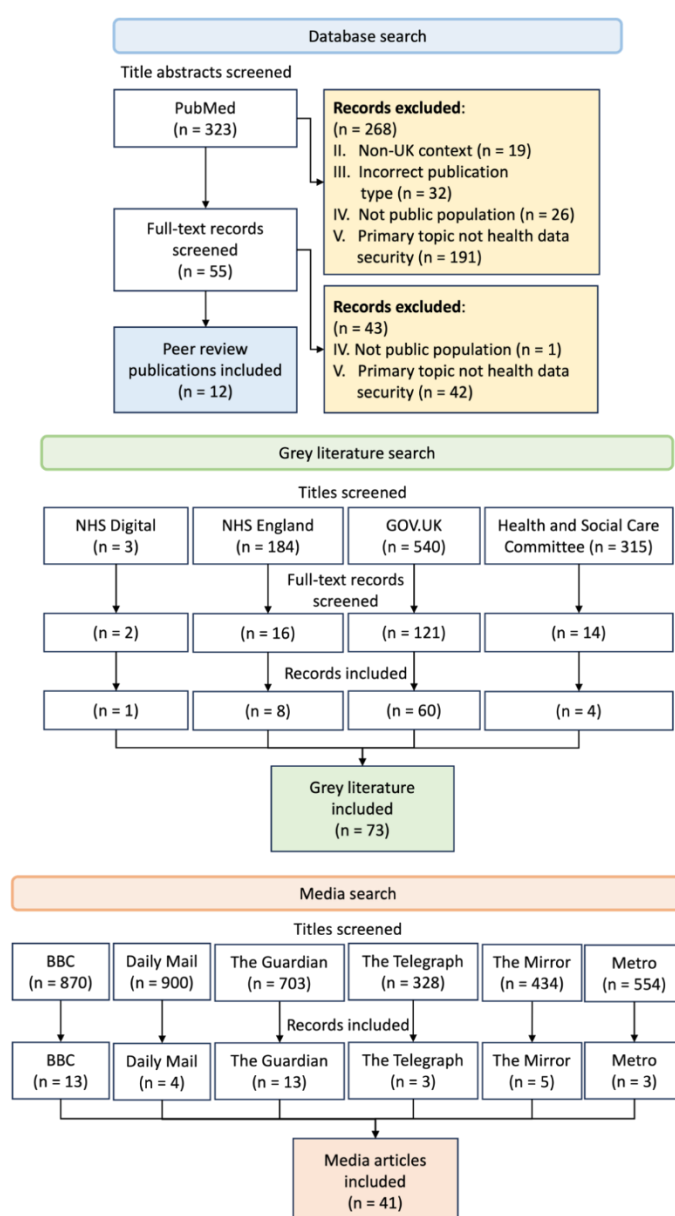 Database search
Title abstracts screened
PubMed
(n = 323)
Records excluded:
(n = 268)
II. Non-UK context (n = 19)
III. Incorrect publication
type (n = 32)
IV. Not public population (n = 26)
V. Primary topic not health data
security (n = 191)
Full-text records
screened
(n = 55)
Records excluded:
(n = 43)
IV. Not public population (n = 1)
V. Primary topic not health data
security (n = 42)
Peer review
publications included
(n = 12)
Grey literature search
Titles screened
NHS Digital
(n = 3)
NHS England
(n = 184)
GOV.UK
(n = 540)
Health and Social Care
Committee (n = 315)
Full-text records
screened
(n = 2)
(n = 16)
(n = 121)
(n = 14)
Records included
(n = 1)
(n = 8)
(n = 60)
(n = 4)
Grey literature
included
(n = 73)
Media search
Titles screened
BBC
(n = 870)
Daily Mail
(n = 900)
The Guardian
(n = 703)
The Telegraph
(n = 328)
The Mirror
(n = 434)
Metro
(n = 554)
Records included
BBC
(n = 13)
Daily Mail
(n = 4)
The Guardian
(n = 13)
The Telegraph
(n = 3)
The Mirror
(n = 5)
Metro
(n = 3)
Media articles
included
(n = 41)